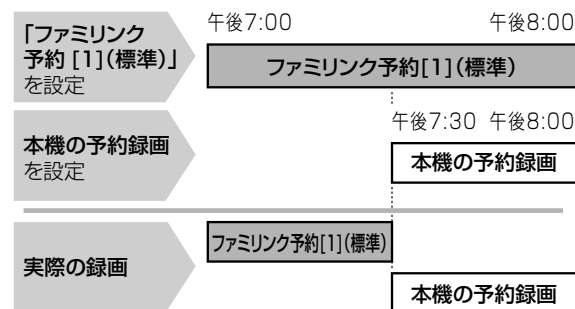 「ファミリンク
予約 [1](標準)」
を設定
午後7:00 午後8:00
ファミリンク予約[1](標準)
本機の予約録画
を設定
午後7:30 午後8:00
本機の予約録画
実際の録画
ファミリンク予約[1](標準)
本機の予約録画